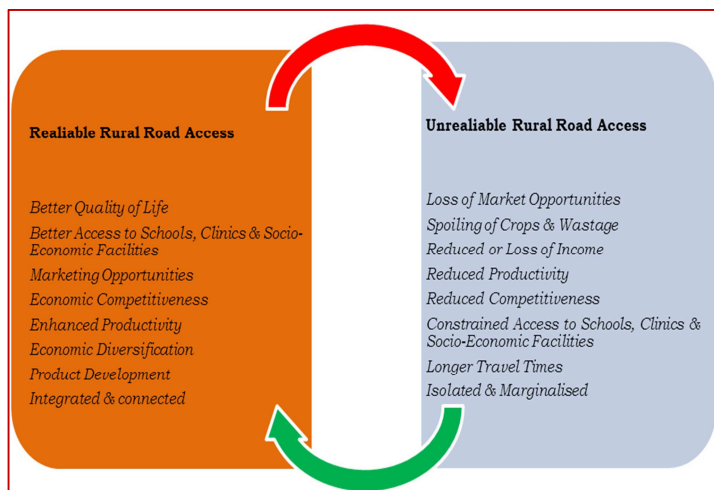 Realiable Rural Road Access
Better Quality of Life
Better Access to Schools, Clinics & Socio-
Economic Facilities
Marketing Opportunities
Economic Competitiveness
Enhanced Productivity
Economic Diversification
Product Development
Integrated & connected
Unrealiable Rural Road Access
Loss of Market Opportunities
Spoiling of Crops & Wastage
Reduced or Loss of Income
Reduced Productivity
Reduced Competitiveness
Constrained Access to Schools, Clinics &
Socio-Economic Facilities
Longer Travel Times
Isolated & Marginalised